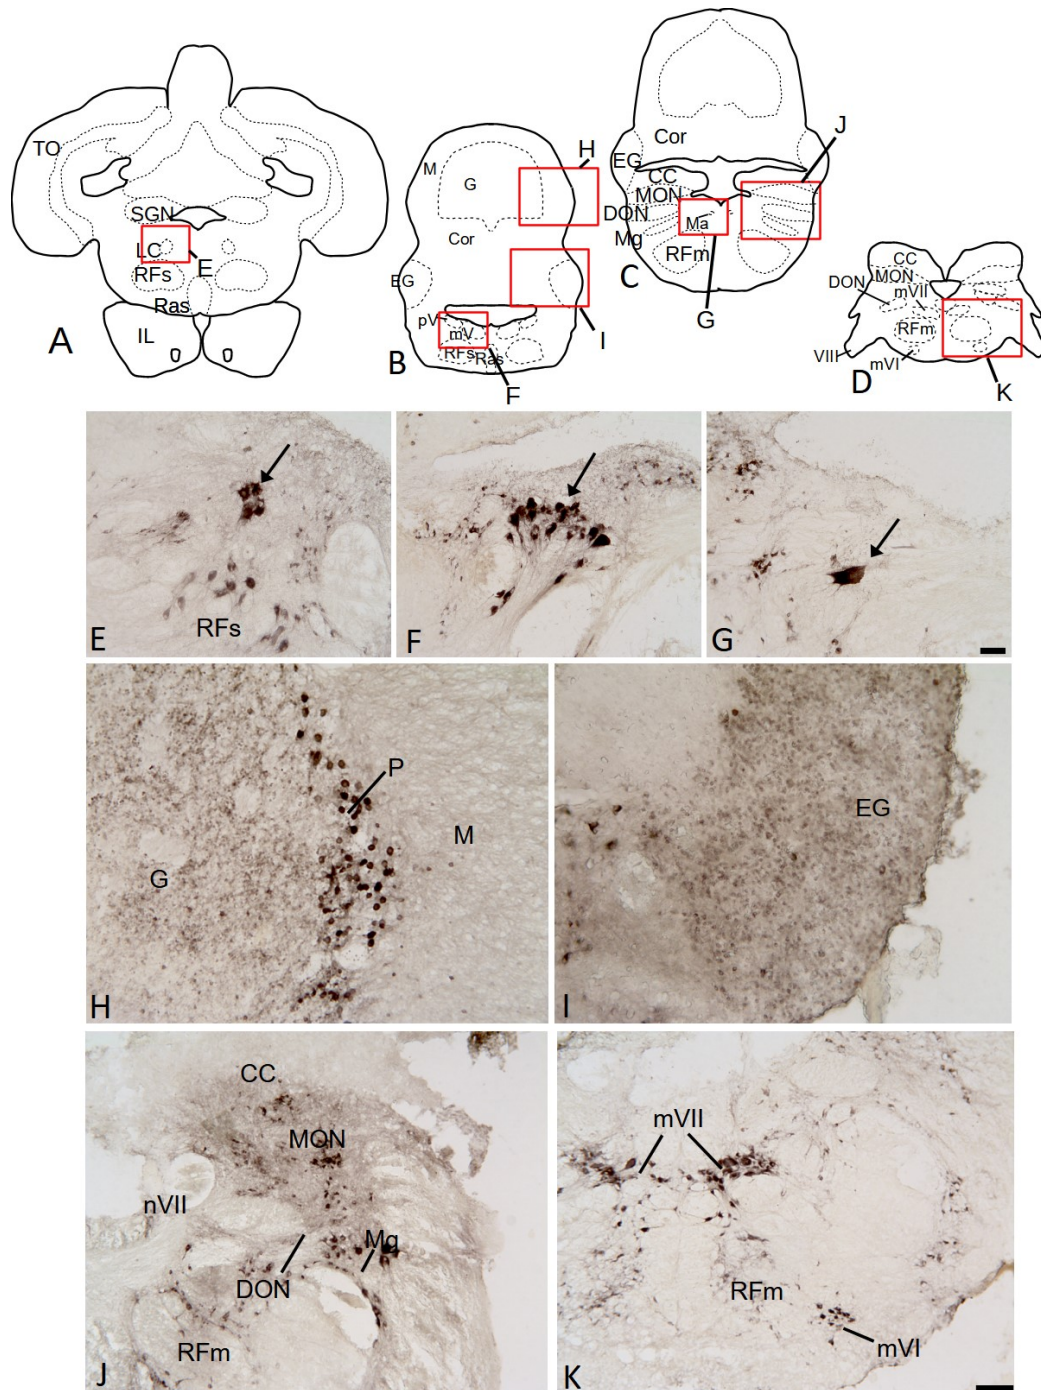 TO
SGN
LC
RFs
E
Ras
IL
A
M
G
H
Cor
EG
pV
mV
RFs
Ras
B
F
I
Cor
EG
CC
MON
DON
Ma
Mg
RFm
C
G
J
CC
MON
DON
mVII
RFm
VIII
mVI
D
K
RFs
E
F
G
P
M
G
H
EG
I
CC
MON
nVII
Mg
DON
RFm
J
mVII
RFm
mVI
K